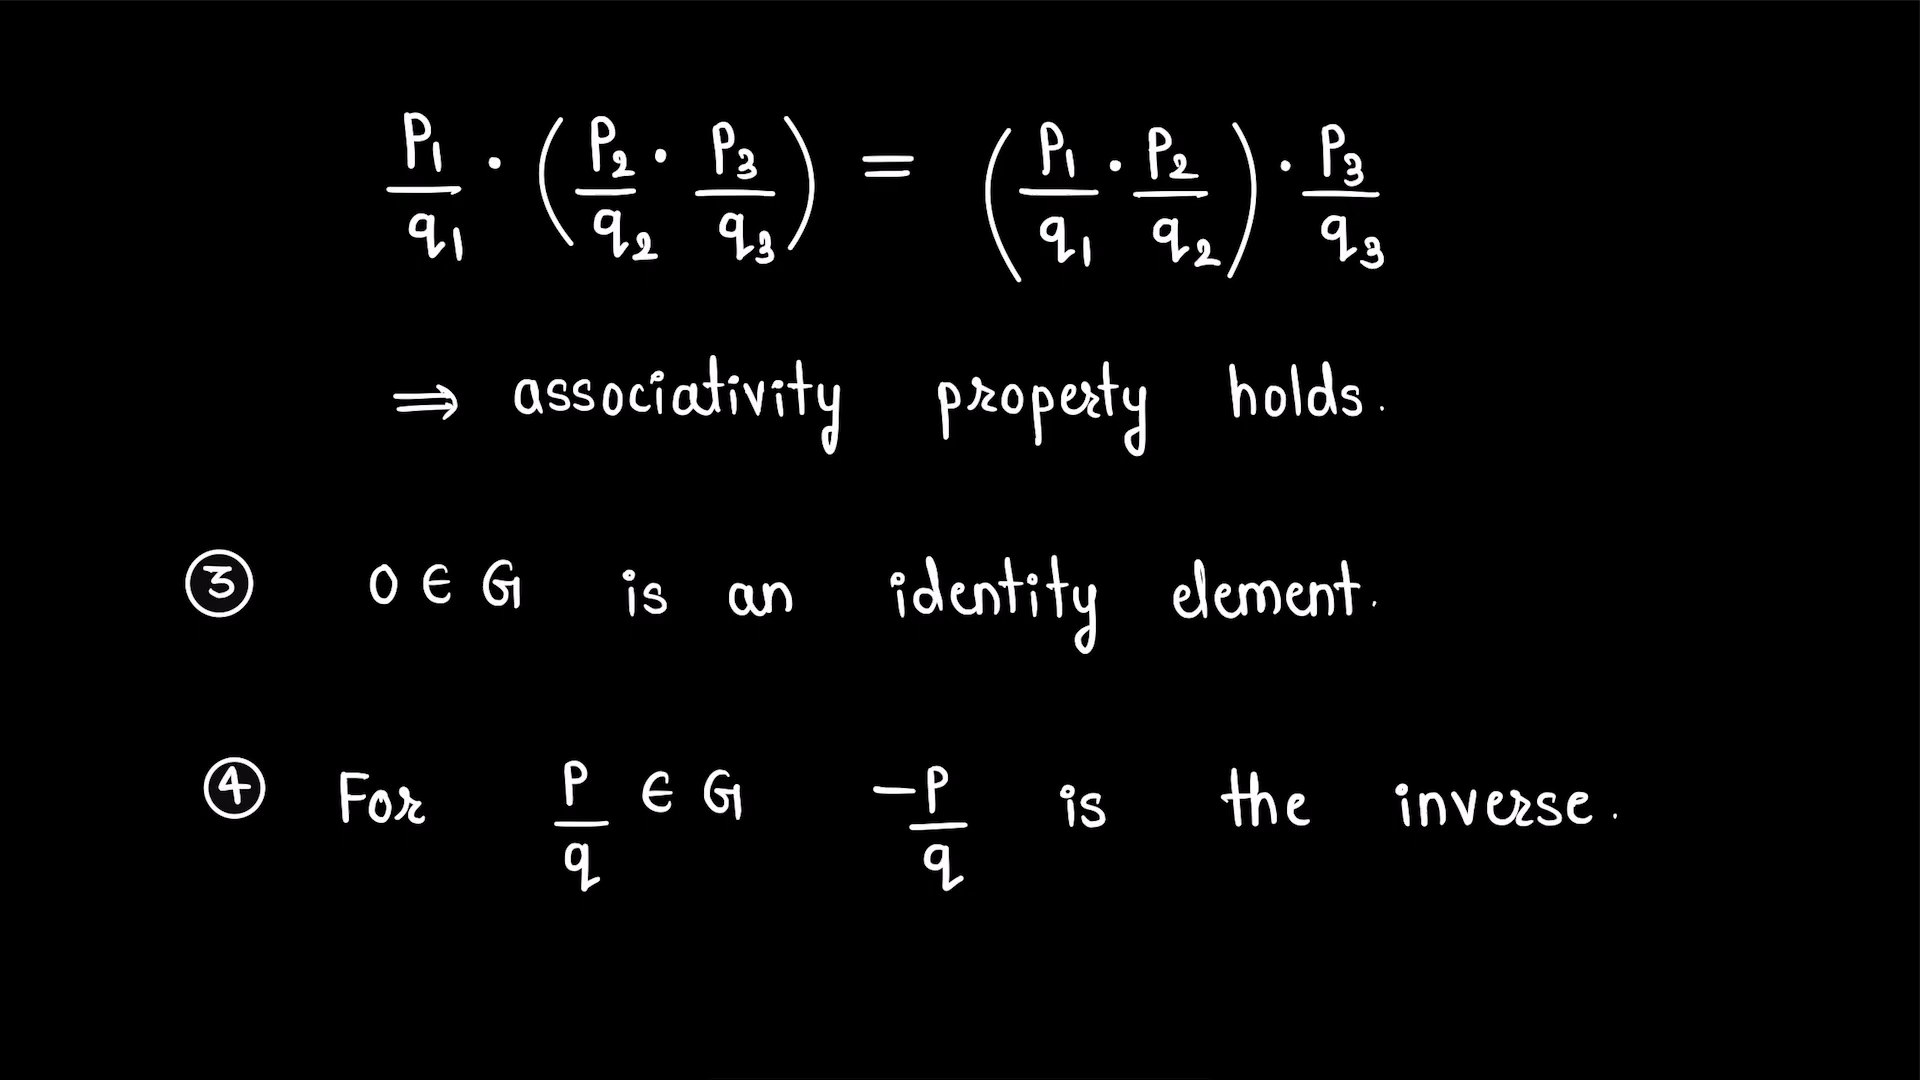 p₁/q₁ · (p₂/q₂ · p₃/q₃) = (p₁/q₁ · p₂/q₂) · p₃/q₃
⇒ associativity property holds.
③ 0 ∈ G is an identity element.
④ For p/q ∈ G -p/q is the inverse.